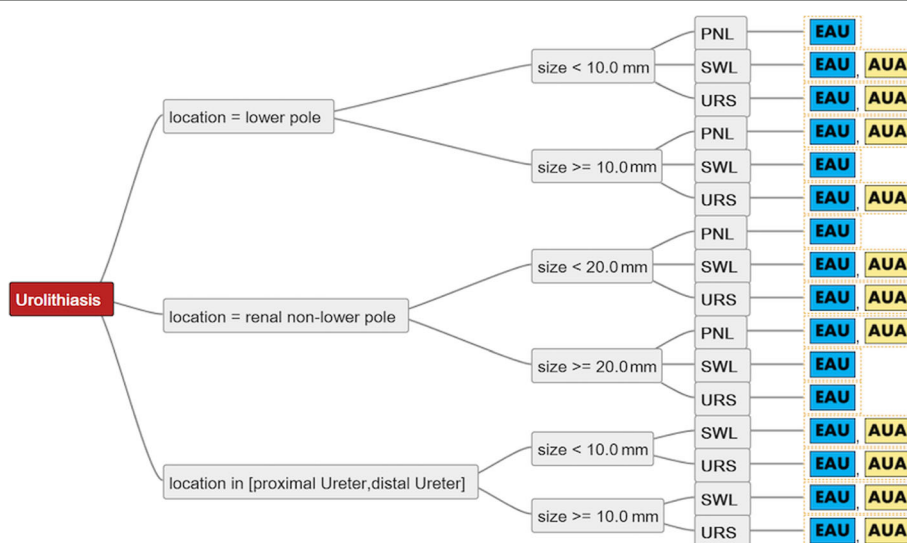 PNL EAU
size < 10.0 mm SWL EAU, AUA
URS EAU, AUA
location = lower pole
PNL EAU, AUA
size >= 10.0 mm SWL EAU
URS EAU, AUA
PNL EAU
size < 20.0 mm SWL EAU, AUA
URS EAU, AUA
Urolithiasis
location = renal non-lower pole
PNL EAU, AUA
size >= 20.0 mm SWL EAU
URS EAU
SWL EAU, AUA
size < 10.0 mm
URS EAU, AUA
location in [proximal Ureter,distal Ureter]
SWL EAU, AUA
size >= 10.0 mm
URS EAU, AUA